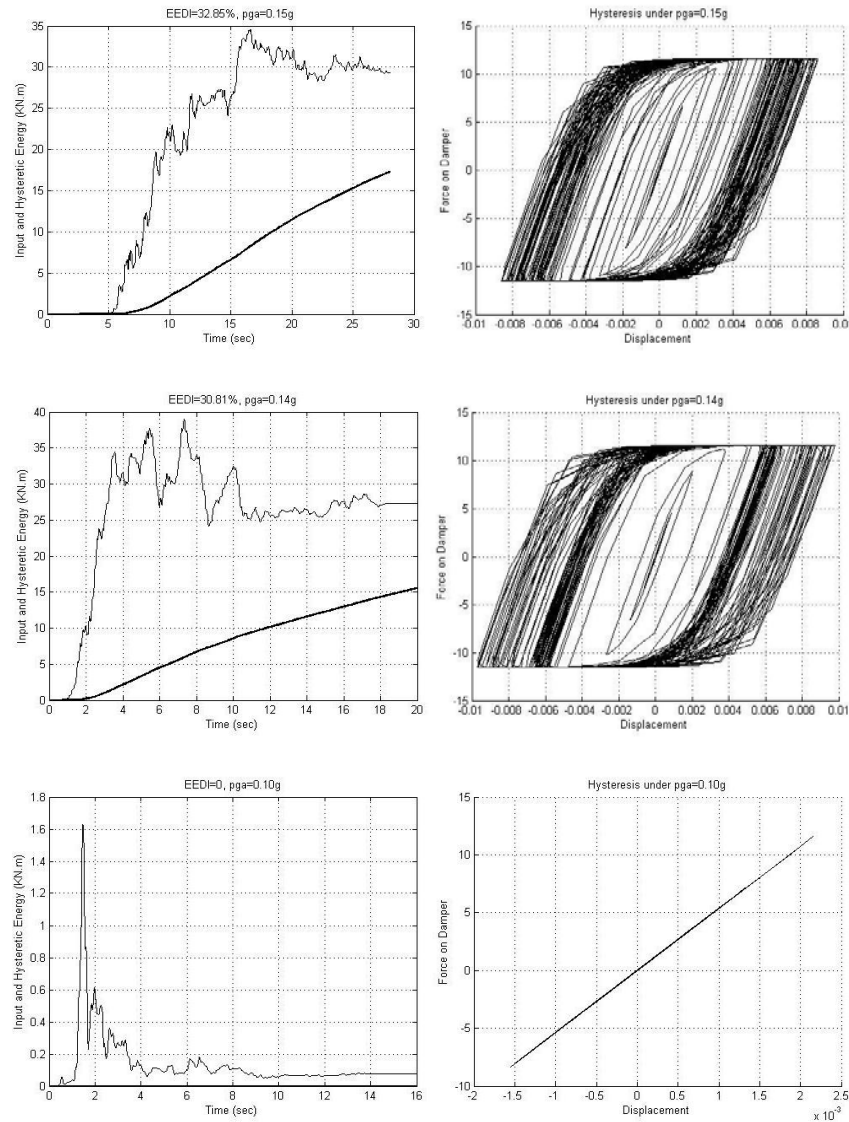 EEDI=32.85%, pga=0.15g
35
30
25
20
15
10
5
0
Input and Hysteretic Energy (KN.m)
0 5 10 15 20 25 30
Time (sec)
Hysteresis under pga=0.15g
15
10
5
0
-5
-10
-15
Force on Damper
-0.01 -0.008 -0.006 -0.004 -0.002 0 0.002 0.004 0.006 0.008 0.0
Displacement
EEDI=30.81%, pga=0.14g
40
35
30
25
20
15
10
5
0
Input and Hysteretic Energy (KN.m)
0 2 4 6 8 10 12 14 16 18 20
Time (sec)
Hysteresis under pga=0.14g
15
10
5
0
-5
-10
-15
Force on Damper
-0.01 -0.008 -0.006 -0.004 -0.002 0 0.002 0.004 0.006 0.008 0.01
Displacement
EEDI=0, pga=0.10g
1.8
1.6
1.4
1.2
1
0.8
0.6
0.4
0.2
0
Input and Hysteretic Energy (KN.m)
0 2 4 6 8 10 12 14 16
Time (sec)
Hysteresis under pga=0.10g
15
10
5
0
-5
-10
Force on Damper
-2 -1.5 -1 -0.5 0 0.5 1 1.5 2 2.5
Displacement
x 10⁻³